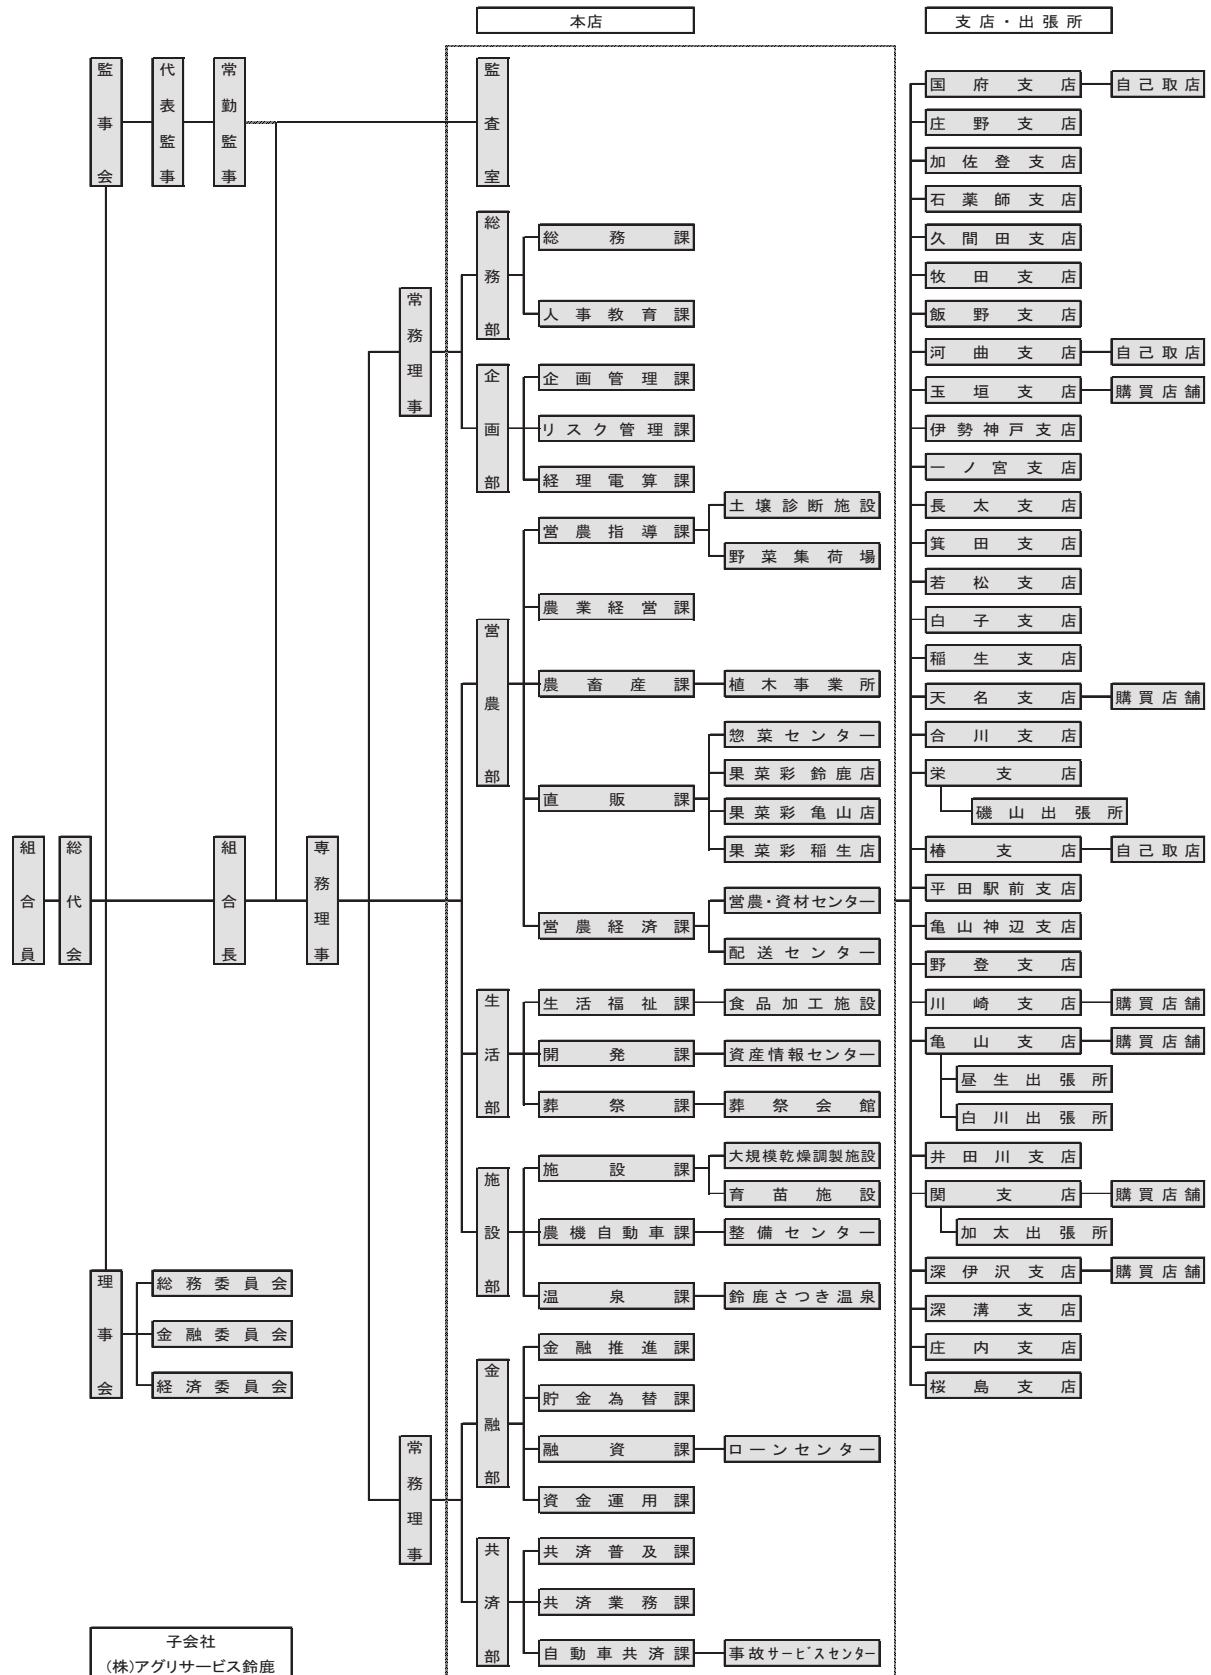 本店
支店・出張所
監事会
代表監事
常勤監事
監査室
組合員
総代会
組合長
専務理事
理事会
総務委員会
金融委員会
経済委員会
常務理事
総務部
総務課
人事教育課
企画部
企画管理課
リスク管理課
経理電算課
営農部
営農指導課
土壌診断施設
野菜集荷場
農業経営課
農畜産課
植木事業所
直販課
惣菜センター
果菜彩鈴鹿店
果菜彩亀山店
果菜彩稲生店
営農経済課
営農・資材センター
配送センター
生活部
生活福祉課
食品加工施設
開発課
資産情報センター
葬祭課
葬祭会館
施設部
施設課
大規模乾燥調製施設
育苗施設
農機自動車課
整備センター
温泉課
鈴鹿さつき温泉
常務理事
金融部
金融推進課
貯金為替課
融資課
ローンセンター
資金運用課
共済部
共済普及課
共済業務課
自動車共済課
事故サービスセンター
国府支店
自己取店
庄野支店
加佐登支店
石薬師支店
久間田支店
牧田支店
飯野支店
河曲支店
自己取店
玉垣支店
購買店舗
伊勢神戸支店
一ノ宮支店
長太支店
箕田支店
若松支店
白子支店
稲生支店
天名支店
購買店舗
合川支店
栄支店
磯山出張所
椿支店
自己取店
平田駅前支店
亀山神辺支店
野登支店
川崎支店
購買店舗
亀山支店
購買店舗
昼生出張所
白川出張所
井田川支店
関支店
購買店舗
加太出張所
深伊沢支店
購買店舗
深溝支店
庄内支店
桜島支店
子会社
(株)アグリサービス鈴鹿